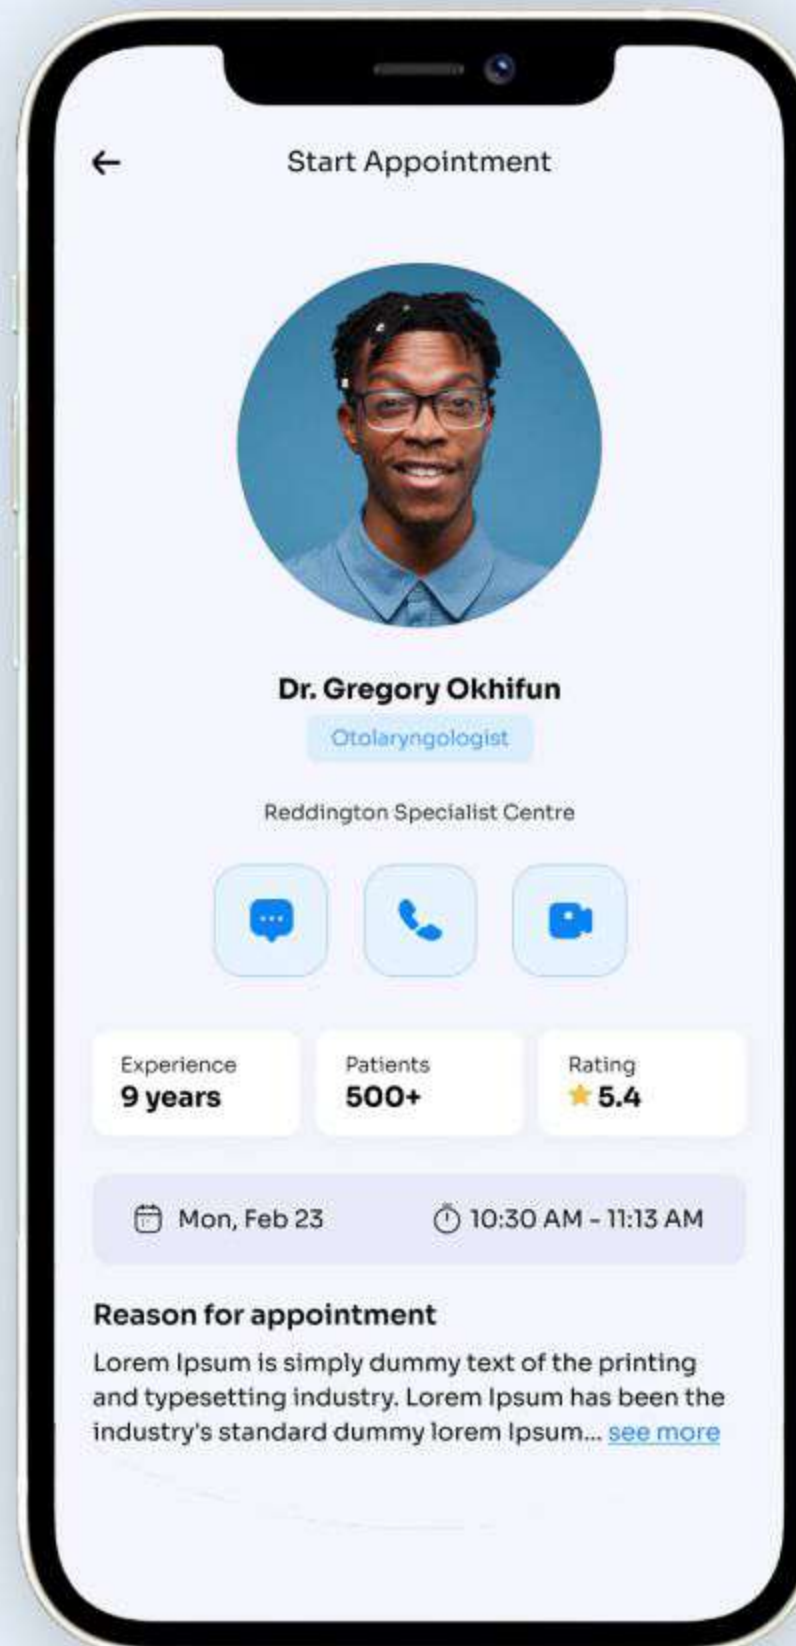 Start Appointment
Dr. Gregory Okhifun
Otolaryngologist
Reddington Specialist Centre
Experience
9 years
Patients
500+
Rating
5.4
Mon, Feb 23
10:30 AM - 11:13 AM
Reason for appointment
Lorem Ipsum is simply dummy text of the printing
and typesetting industry. Lorem Ipsum has been the
industry's standard dummy lorem Ipsum... see more